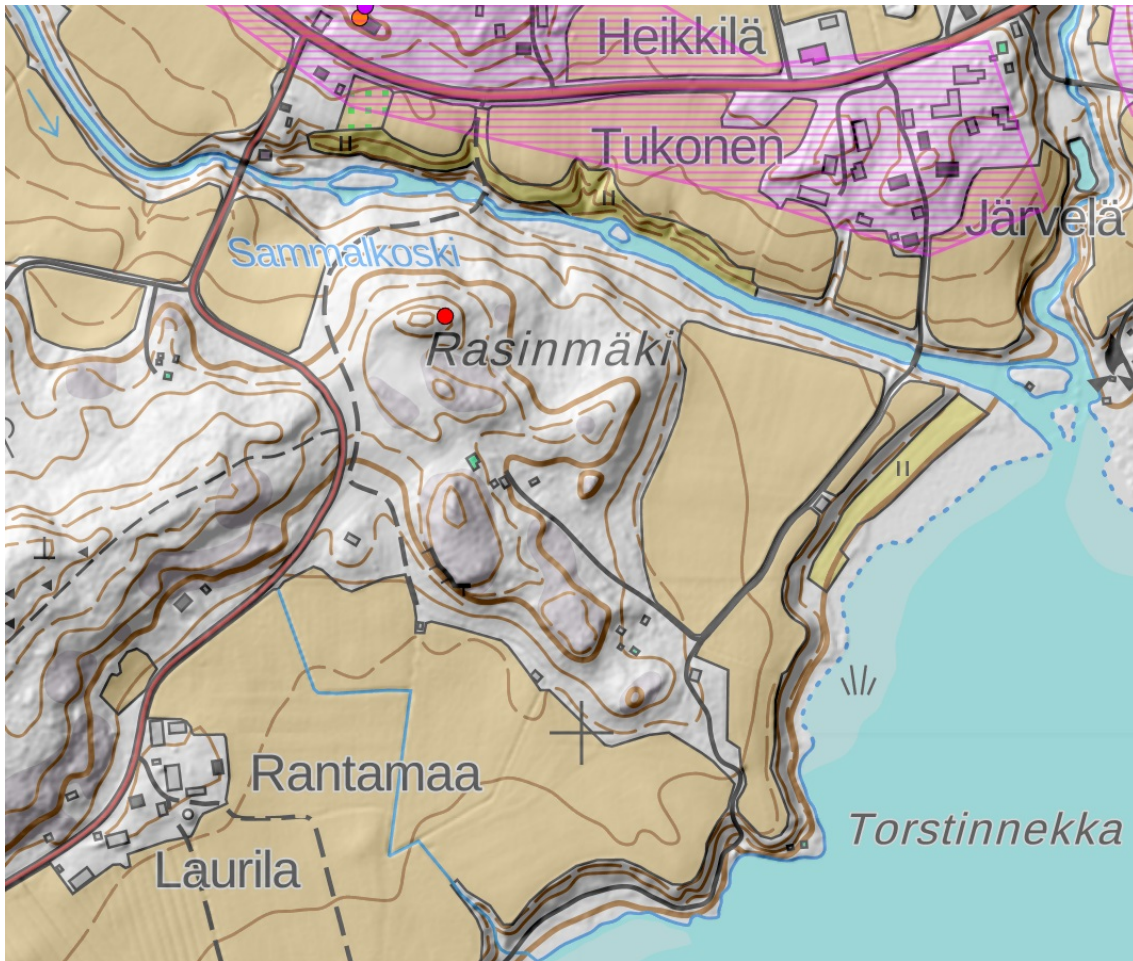 Heikkilä
Tukonen
Järvelä
Sammalkoski
Rasinmäki
Rantamaa
Torstinnekka
Laurila